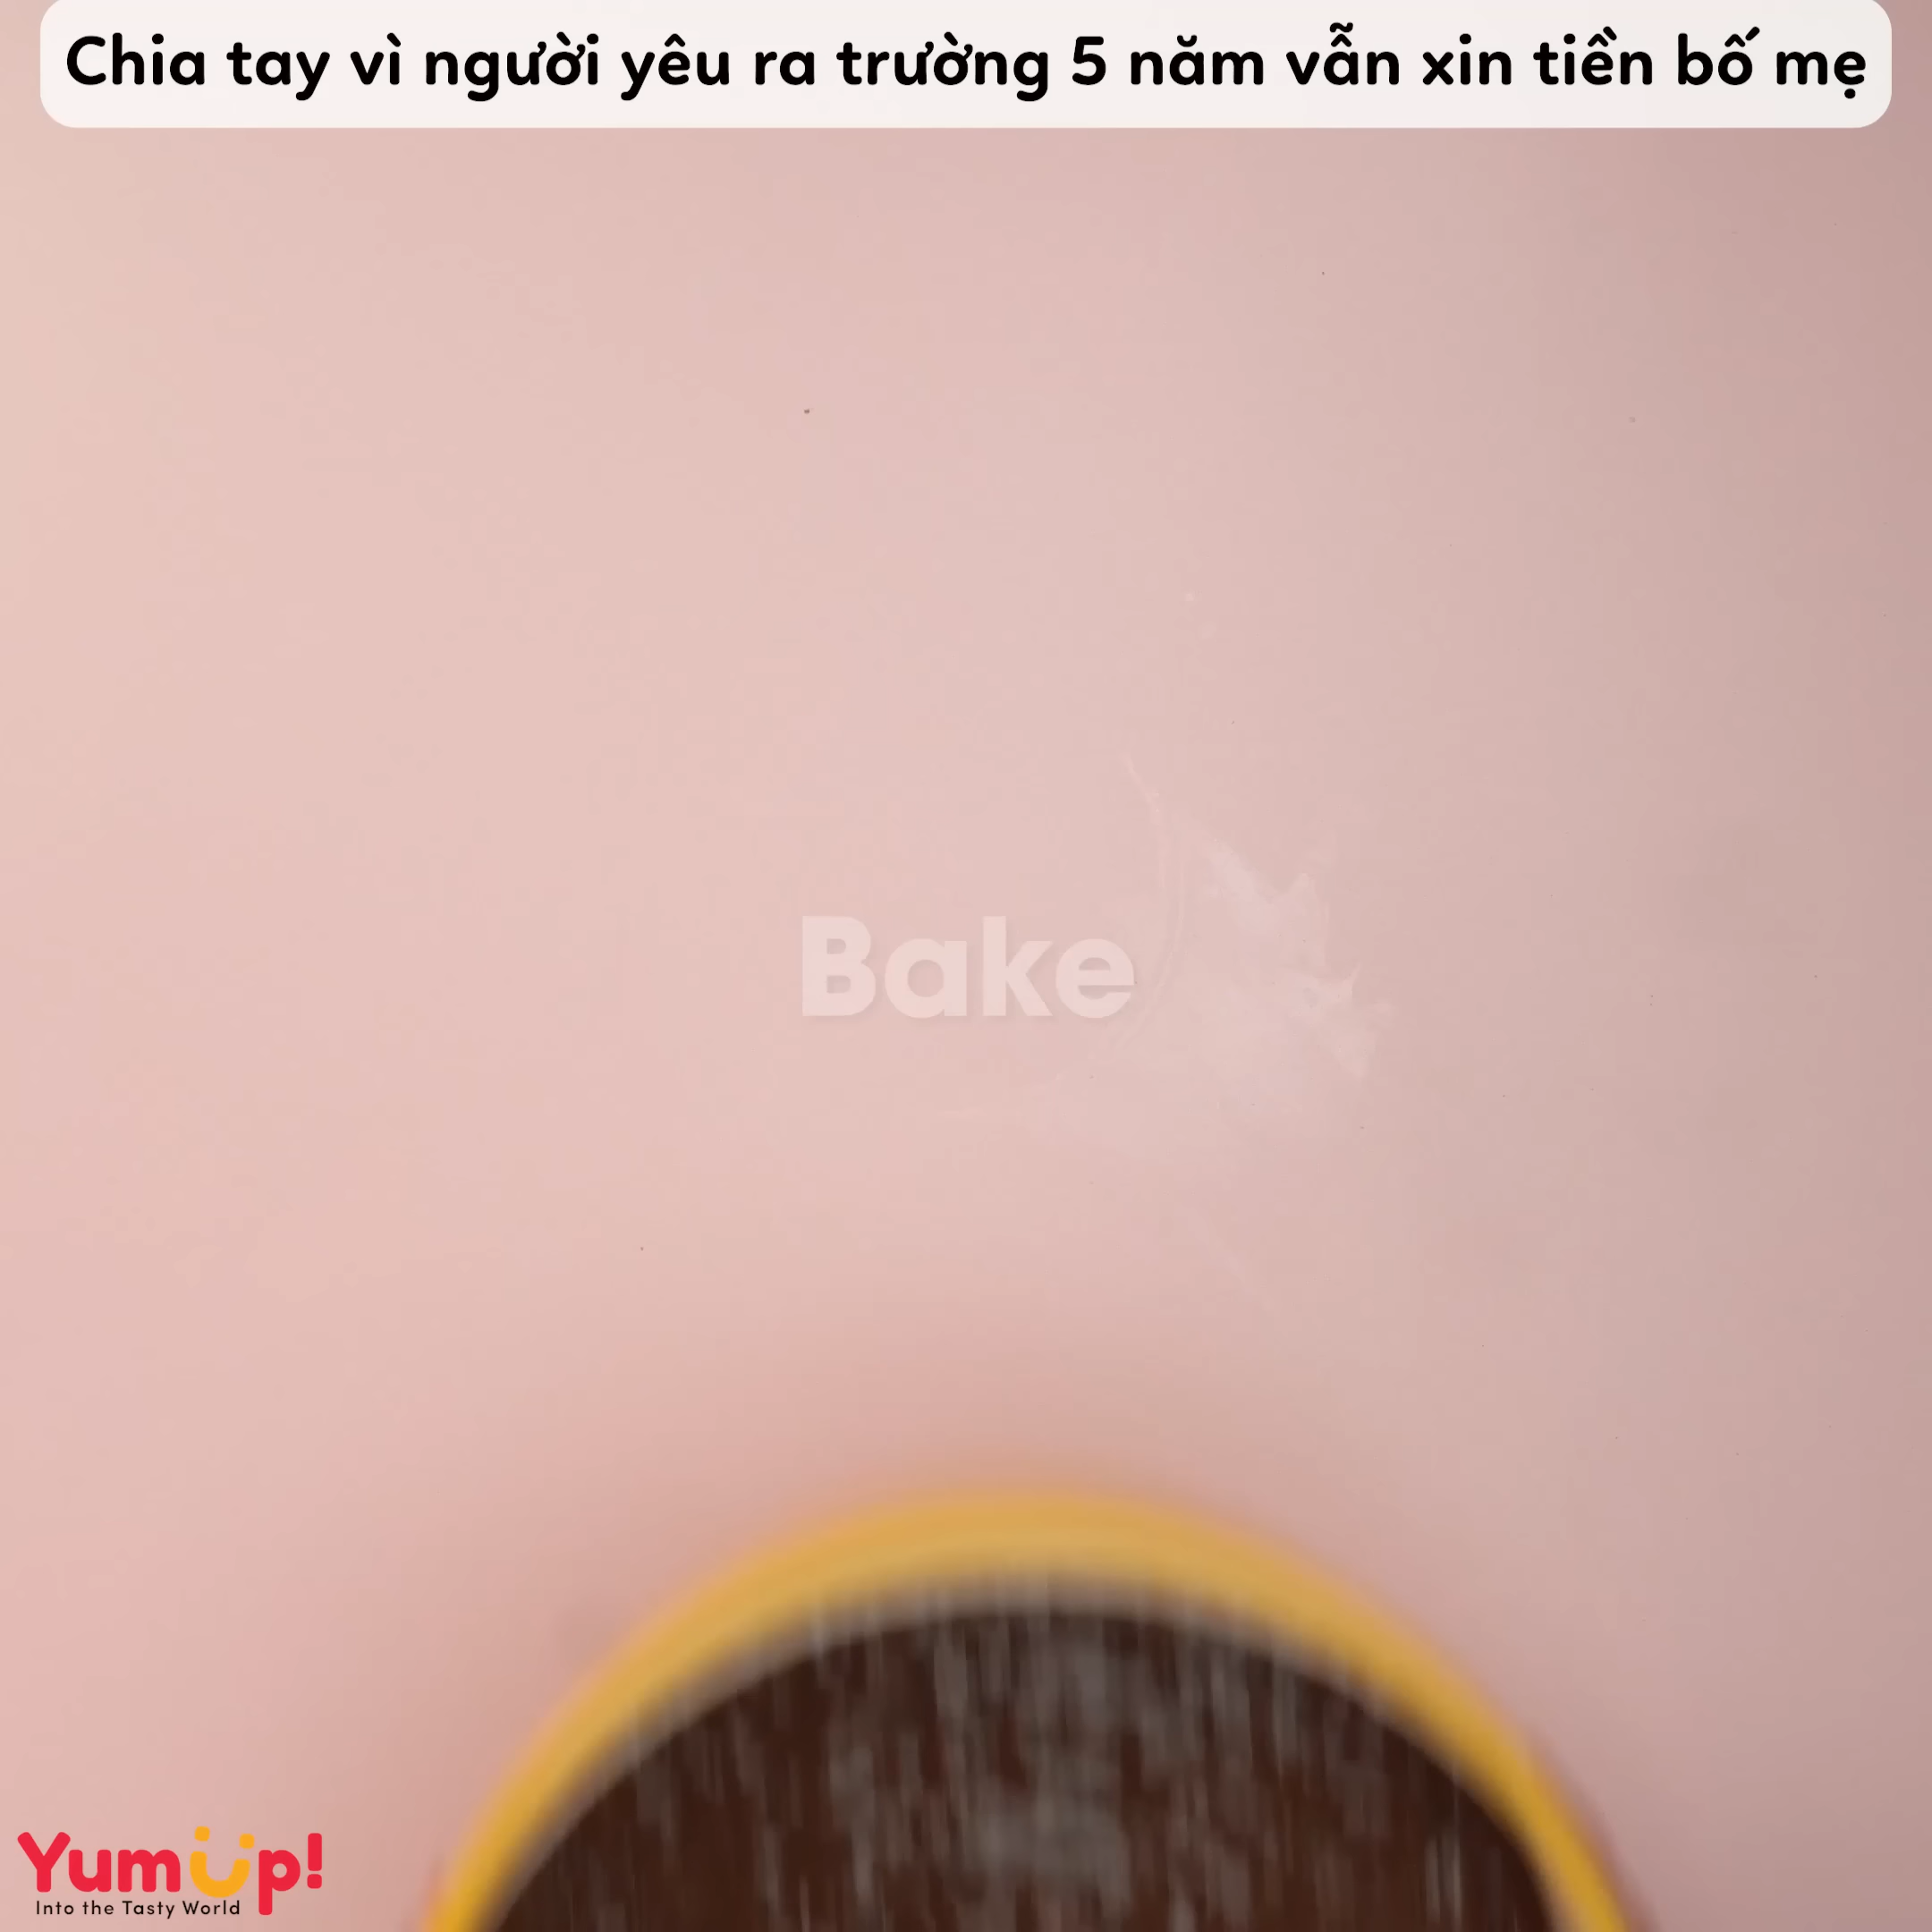 Chia tay vì người yêu ra trường 5 năm vẫn xin tiền bố mẹ
Bake
YumUp!
Into the Tasty World